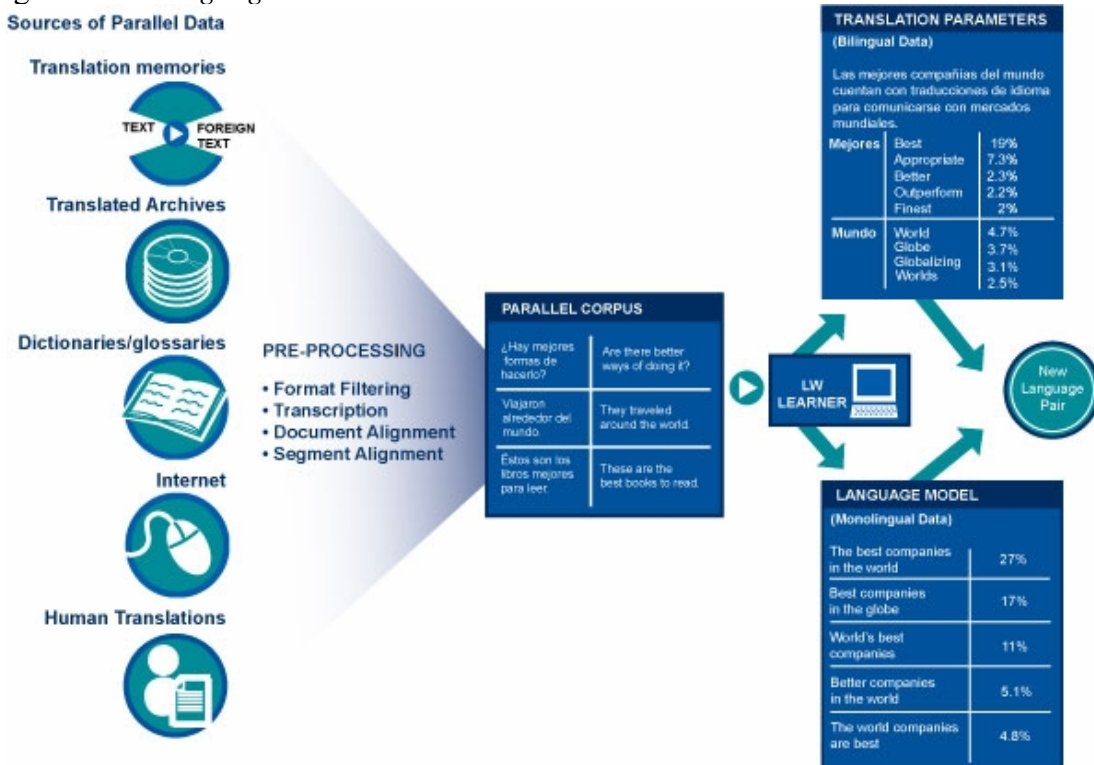 Sources of Parallel Data
Translation memories
TEXT
FOREIGN
TEXT
Translated Archives
Dictionaries/glossaries
Internet
Human Translations
PRE-PROCESSING
• Format Filtering
• Transcription
• Document Alignment
• Segment Alignment
PARALLEL CORPUS
¿Hay mejores
formas de
hacerlo?
Are there better
ways of doing it?
Viajaron
alrededor del
mundo.
They traveled
around the world.
Éstos son los
libros mejores
para leer.
These are the
best books to read.
LW
LEARNER
TRANSLATION PARAMETERS
(Bilingual Data)
Las mejores compañias del mundo
cuentan con traducciones de idioma
para comunicarse con mercados
mundiales.
Mejores Best 19%
Appropriate 7.3%
Better 2.3%
Outperform 2.2%
Finest 2%
Mundo World 4.7%
Globe 3.7%
Globalizing 3.1%
Worlds 2.5%
New
Language
Pair
LANGUAGE MODEL
(Monolingual Data)
The best companies
in the world
27%
Best companies
in the globe
17%
World's best
companies
11%
Better companies
in the world
5.1%
The world companies
are best
4.8%